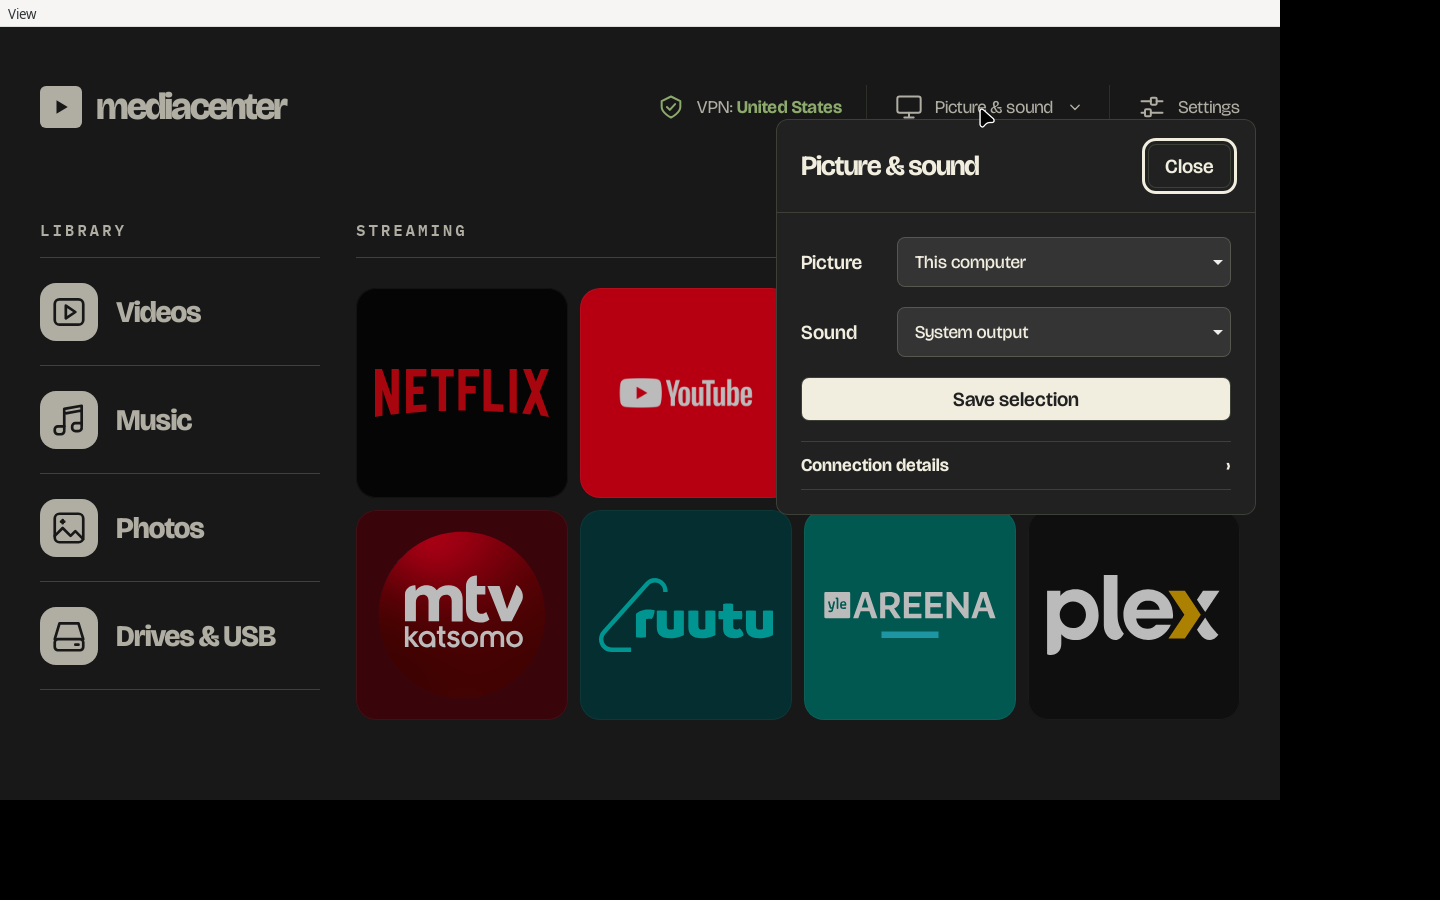 View
mediacenter
VPN: United States
Picture & sound
Settings
Picture & sound
Close
Picture
This computer
Sound
System output
Save selection
Connection details
LIBRARY
STREAMING
Videos
Music
Photos
Drives & USB
NETFLIX
YouTube
mtv
katsomo
ruutu
yle AREENA
plex